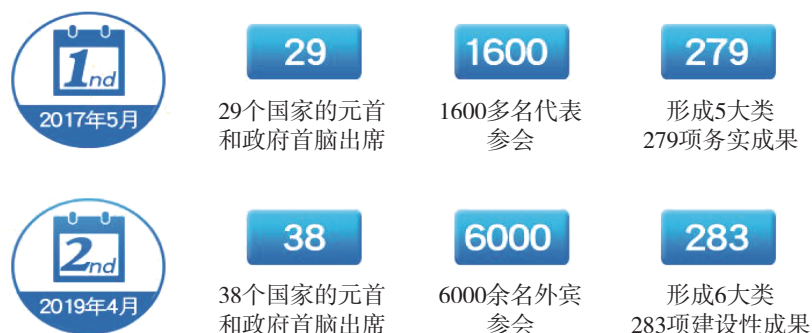 1nd
2017年5月
29
29个国家的元首
和政府首脑出席
1600
1600多名代表
参会
279
形成5大类
279项务实成果
2nd
2019年4月
38
38个国家的元首
和政府首脑出席
6000
6000余名外宾
参会
283
形成6大类
283项建设性成果